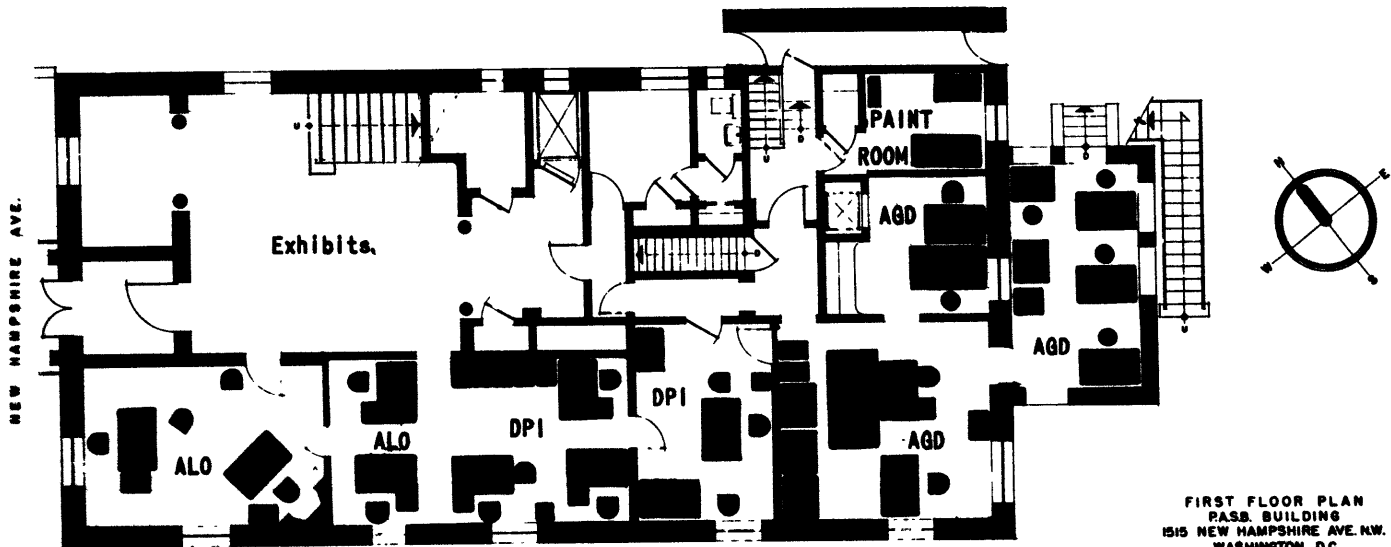 NEW HAMPSHIRE AVE.
PAINT
ROOM
AGD
Exhibits.
AGD
ALO
ALO
DPI
DPI
AGD
N
E
W
S
FIRST FLOOR PLAN
P.A.S.B. BUILDING
1515 NEW HAMPSHIRE AVE. N.W.
WASHINGTON D.C.